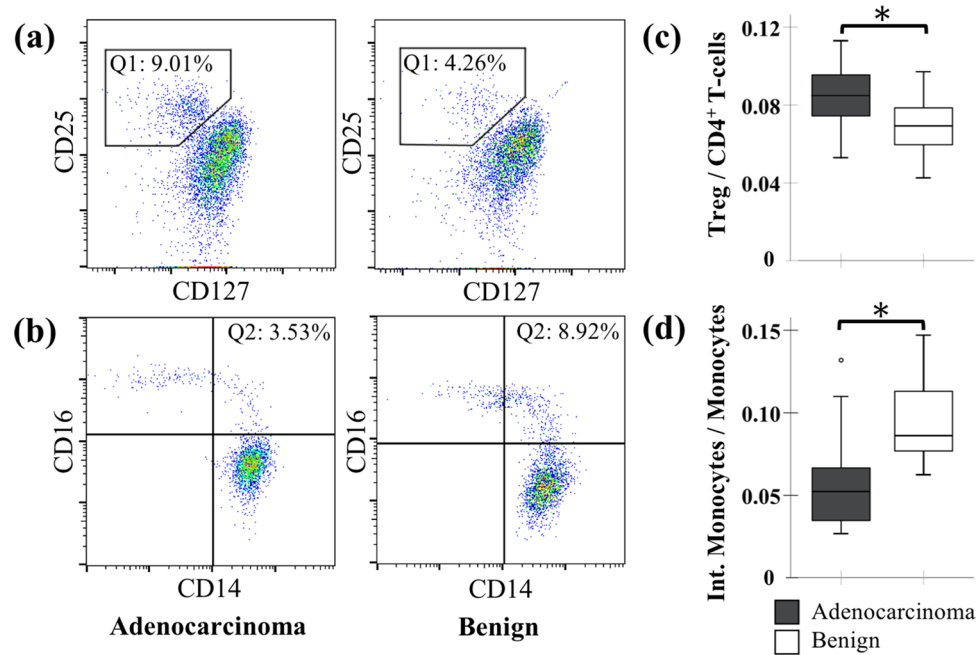 (a)
Q1: 9.01%
CD25
CD127
Q1: 4.26%
CD25
CD127
(b)
Q2: 3.53%
CD16
CD14
Adenocarcinoma
Q2: 8.92%
CD16
CD14
Benign
(c)
*
Treg / CD4⁺ T-cells
0.12
0.08
0.04
0
(d)
*
Int. Monocytes / Monocytes
0.15
0.10
0.05
0
Adenocarcinoma
Benign